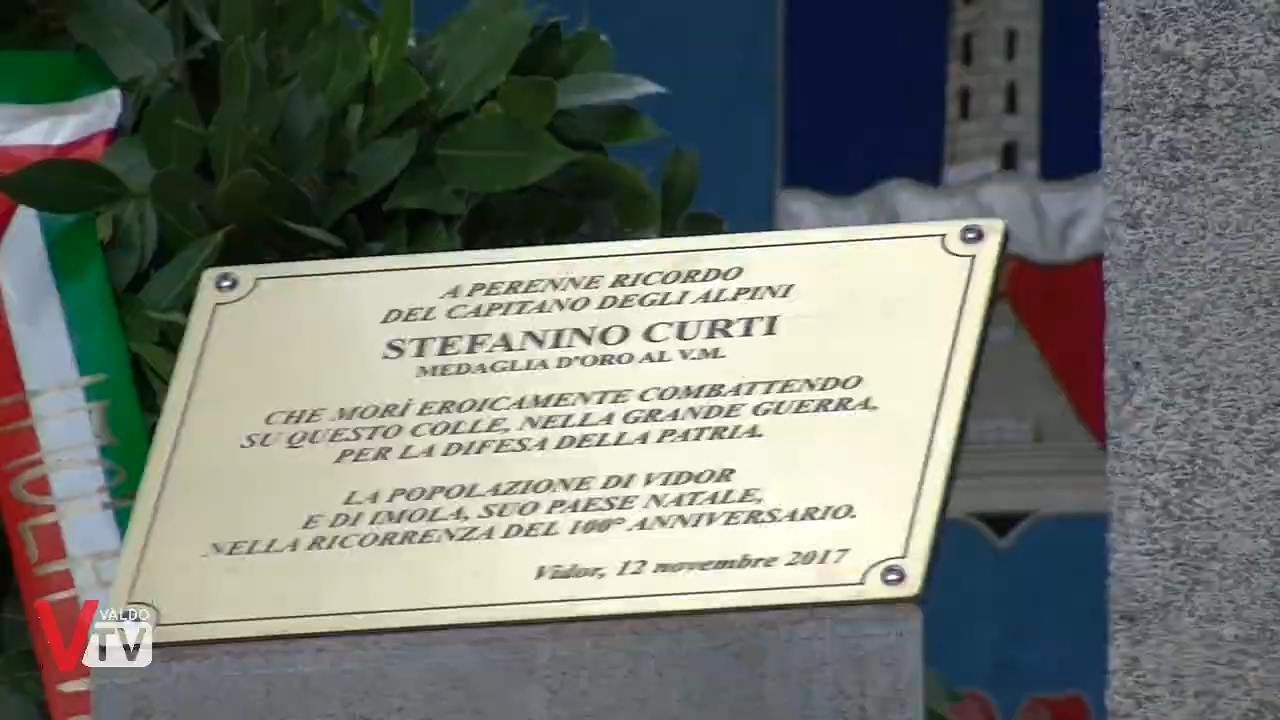 A PERENNE RICORDO
DEL CAPITANO DEGLI ALPINI
STEFANINO CURTI
MEDAGLIA D'ORO AL V.M.
CHE MORÌ EROICAMENTE COMBATTENDO
SU QUESTO COLLE, NELLA GRANDE GUERRA,
PER LA DIFESA DELLA PATRIA.
LA POPOLAZIONE DI VIDOR
E DI IMOLA, SUO PAESE NATALE,
NELLA RICORRENZA DEL 100° ANNIVERSARIO.
Vidor, 12 novembre 2017
VALDO
TV